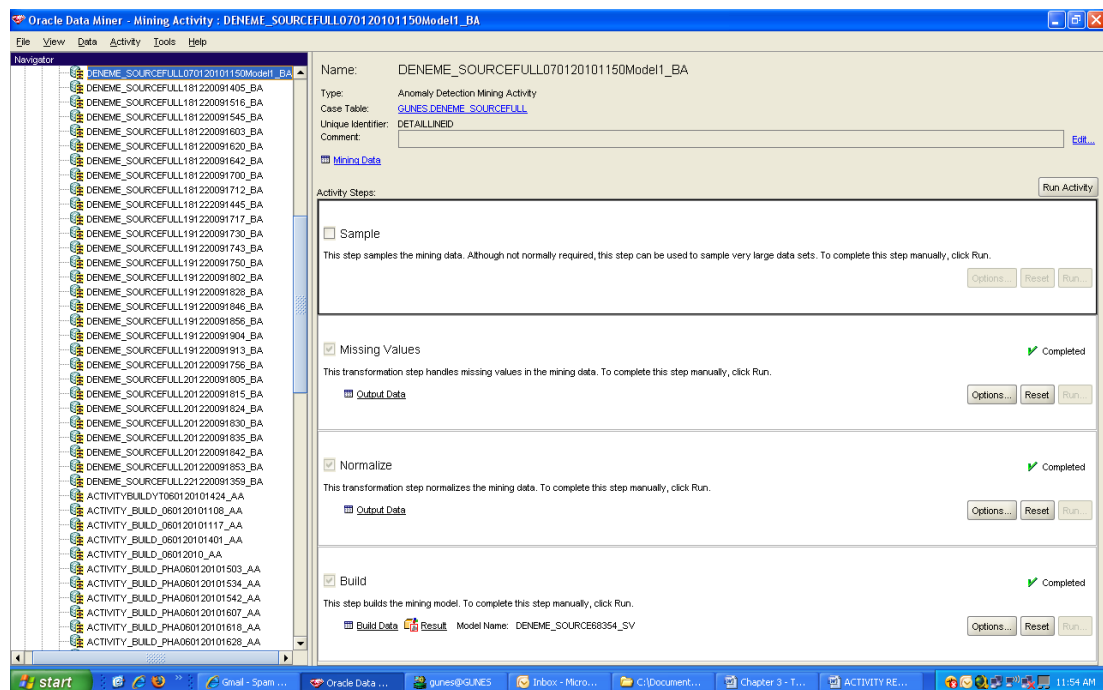 Oracle Data Miner - Mining Activity : DENEME_SOURCEFULL070120101150Model1_BA
File View Data Activity Tools Help
Navigator
DENEME_SOURCEFULL070120101150Model1_BA
DENEME_SOURCEFULL181220091405_BA
DENEME_SOURCEFULL181220091516_BA
DENEME_SOURCEFULL181220091545_BA
DENEME_SOURCEFULL181220091603_BA
DENEME_SOURCEFULL181220091620_BA
DENEME_SOURCEFULL181220091642_BA
DENEME_SOURCEFULL181220091700_BA
DENEME_SOURCEFULL181220091712_BA
DENEME_SOURCEFULL181222091445_BA
DENEME_SOURCEFULL191220091717_BA
DENEME_SOURCEFULL191220091730_BA
DENEME_SOURCEFULL191220091743_BA
DENEME_SOURCEFULL191220091750_BA
DENEME_SOURCEFULL191220091802_BA
DENEME_SOURCEFULL191220091828_BA
DENEME_SOURCEFULL191220091846_BA
DENEME_SOURCEFULL191220091856_BA
DENEME_SOURCEFULL191220091904_BA
DENEME_SOURCEFULL191220091913_BA
DENEME_SOURCEFULL201220091756_BA
DENEME_SOURCEFULL201220091805_BA
DENEME_SOURCEFULL201220091815_BA
DENEME_SOURCEFULL201220091824_BA
DENEME_SOURCEFULL201220091830_BA
DENEME_SOURCEFULL201220091835_BA
DENEME_SOURCEFULL201220091842_BA
DENEME_SOURCEFULL201220091853_BA
DENEME_SOURCEFULL221220091359_BA
ACTIVITYBUILDYT060120101424_AA
ACTIVITY_BUILD_060120101108_AA
ACTIVITY_BUILD_060120101117_AA
ACTIVITY_BUILD_060120101401_AA
ACTIVITY_BUILD_06012010_AA
ACTIVITY_BUILD_PHA060120101503_AA
ACTIVITY_BUILD_PHA060120101534_AA
ACTIVITY_BUILD_PHA060120101542_AA
ACTIVITY_BUILD_PHA060120101607_AA
ACTIVITY_BUILD_PHA060120101618_AA
ACTIVITY_BUILD_PHA060120101628_AA
Name: DENEME_SOURCEFULL070120101150Model1_BA
Type: Anomaly Detection Mining Activity
Case Table: GUNES.DENEME_SOURCEFULL
Unique Identifier: DETAILLINEID
Comment:
Edit...
Mining Data
Activity Steps:
Run Activity
Sample
This step samples the mining data. Although not normally required, this step can be used to sample very large data sets. To complete this step manually, click Run.
Options... Reset Run...
Missing Values
Completed
This transformation step handles missing values in the mining data. To complete this step manually, click Run.
Output Data
Options... Reset Run...
Normalize
Completed
This transformation step normalizes the mining data. To complete this step manually, click Run.
Output Data
Options... Reset Run...
Build
Completed
This step builds the mining model. To complete this step manually, click Run.
Build Data Result Model Name: DENEME_SOURCE68354_SV
Options... Reset Run...
start
Gmail - Spam ...
Oracle Data ...
gunes@GUNES
Inbox - Micro...
C:\Document...
Chapter 3 - T...
ACTIVITY RE...
11:54 AM